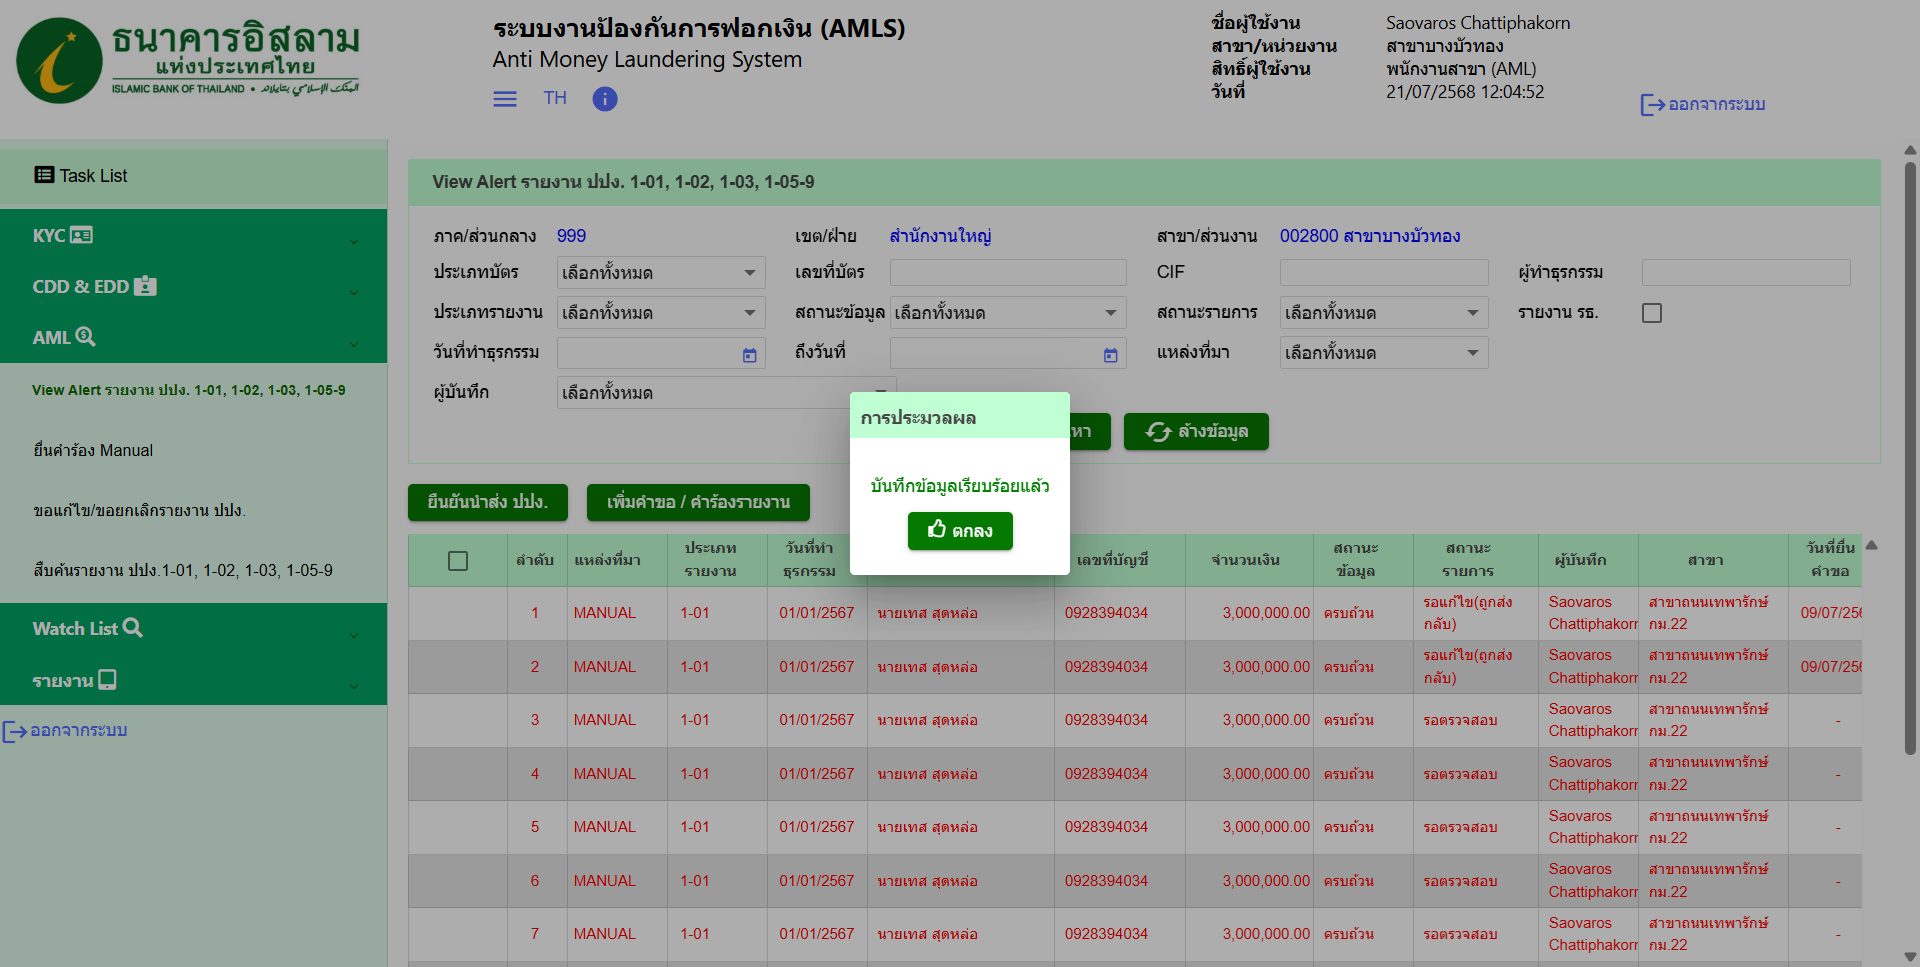 ธนาคารอิสลาม
แห่งประเทศไทย
ISLAMIC BANK OF THAILAND
ระบบงานป้องกันการฟอกเงิน (AMLS)
Anti Money Laundering System
TH
ชื่อผู้ใช้งาน Saovaros Chattiphakorn
สาขา/หน่วยงาน สาขาบางบัวทอง
สิทธิ์ผู้ใช้งาน พนักงานสาขา (AML)
วันที่ 21/07/2568 12:04:52
ออกจากระบบ
Task List
KYC
CDD & EDD
AML
View Alert รายงาน ปปง. 1-01, 1-02, 1-03, 1-05-9
ยื่นคำร้อง Manual
ขอแก้ไข/ขอยกเลิกรายงาน ปปง.
สืบค้นรายงาน ปปง.1-01, 1-02, 1-03, 1-05-9
Watch List
รายงาน
ออกจากระบบ
View Alert รายงาน ปปง. 1-01, 1-02, 1-03, 1-05-9
ภาค/ส่วนกลาง 999 เขต/ฝ่าย สำนักงานใหญ่ สาขา/ส่วนงาน 002800 สาขาบางบัวทอง
ประเภทบัตร เลือกทั้งหมด เลขที่บัตร CIF ผู้ทำธุรกรรม
ประเภทรายงาน เลือกทั้งหมด สถานะข้อมูล เลือกทั้งหมด สถานะรายการ เลือกทั้งหมด รายงาน รธ.
วันที่ทำธุรกรรม ถึงวันที่ แหล่งที่มา เลือกทั้งหมด
ผู้บันทึก เลือกทั้งหมด
ล้างข้อมูล
การประมวลผล
บันทึกข้อมูลเรียบร้อยแล้ว
ตกลง
ยืนยันนำส่ง ปปง. เพิ่มคำขอ / คำร้องรายงาน
ลำดับ แหล่งที่มา ประเภทรายงาน วันที่ทำธุรกรรม เลขที่บัญชี จำนวนเงิน สถานะข้อมูล สถานะรายการ ผู้บันทึก สาขา วันที่ยื่นคำขอ
1 MANUAL 1-01 01/01/2567 นายเทส สุดหล่อ 0928394034 3,000,000.00 ครบถ้วน รอแก้ไข(ถูกส่งกลับ) Saovaros Chattiphakorn สาขาถนนเทพารักษ์ กม.22 09/07/256
2 MANUAL 1-01 01/01/2567 นายเทส สุดหล่อ 0928394034 3,000,000.00 ครบถ้วน รอแก้ไข(ถูกส่งกลับ) Saovaros Chattiphakorn สาขาถนนเทพารักษ์ กม.22 09/07/256
3 MANUAL 1-01 01/01/2567 นายเทส สุดหล่อ 0928394034 3,000,000.00 ครบถ้วน รอตรวจสอบ Saovaros Chattiphakorn สาขาถนนเทพารักษ์ กม.22 -
4 MANUAL 1-01 01/01/2567 นายเทส สุดหล่อ 0928394034 3,000,000.00 ครบถ้วน รอตรวจสอบ Saovaros Chattiphakorn สาขาถนนเทพารักษ์ กม.22 -
5 MANUAL 1-01 01/01/2567 นายเทส สุดหล่อ 0928394034 3,000,000.00 ครบถ้วน รอตรวจสอบ Saovaros Chattiphakorn สาขาถนนเทพารักษ์ กม.22 -
6 MANUAL 1-01 01/01/2567 นายเทส สุดหล่อ 0928394034 3,000,000.00 ครบถ้วน รอตรวจสอบ Saovaros Chattiphakorn สาขาถนนเทพารักษ์ กม.22 -
7 MANUAL 1-01 01/01/2567 นายเทส สุดหล่อ 0928394034 3,000,000.00 ครบถ้วน รอตรวจสอบ Saovaros Chattiphakorn สาขาถนนเทพารักษ์ กม.22 -